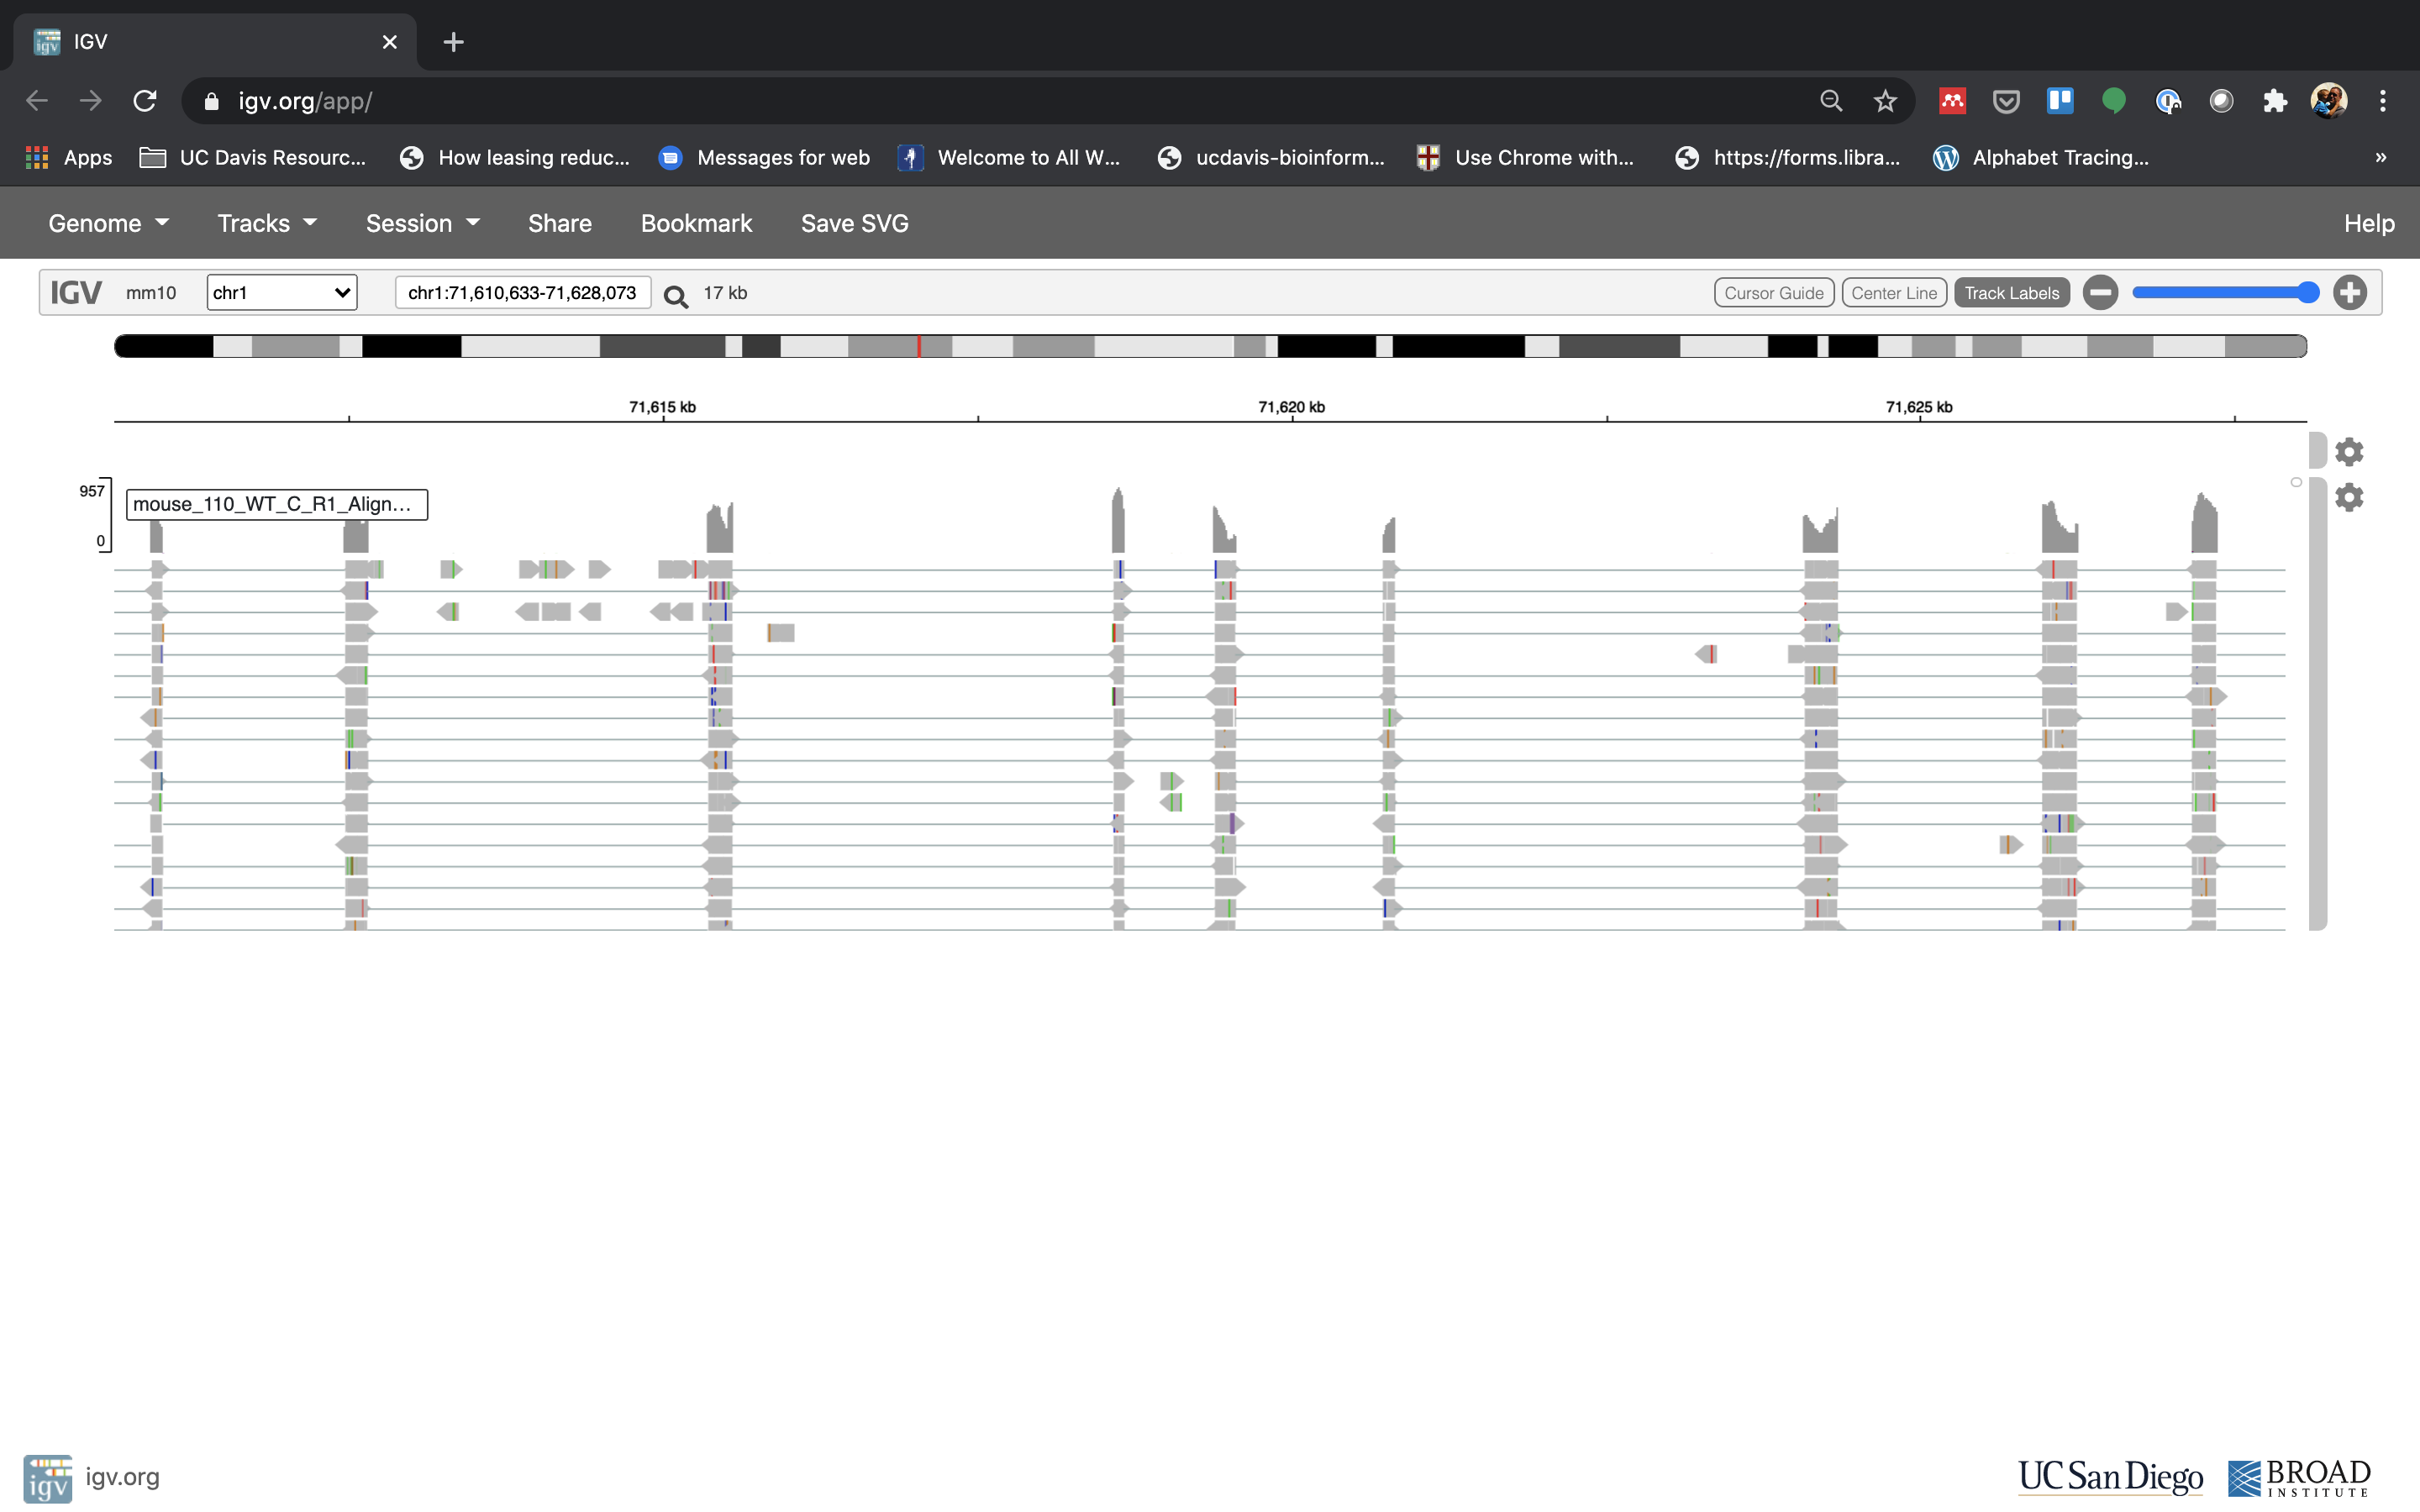 IGV
igv.org/app/
Apps UC Davis Resourc... How leasing reduc... Messages for web Welcome to All W... ucdavis-bioinform... Use Chrome with... https://forms.libra... Alphabet Tracing... »
Genome Tracks Session Share Bookmark Save SVG Help
IGV mm10 chr1 chr1:71,610,633-71,628,073 17 kb Cursor Guide Center Line Track Labels
71,615 kb 71,620 kb 71,625 kb
957
mouse_110_WT_C_R1_Align...
0
igv igv.org UC San Diego BROAD
INSTITUTE